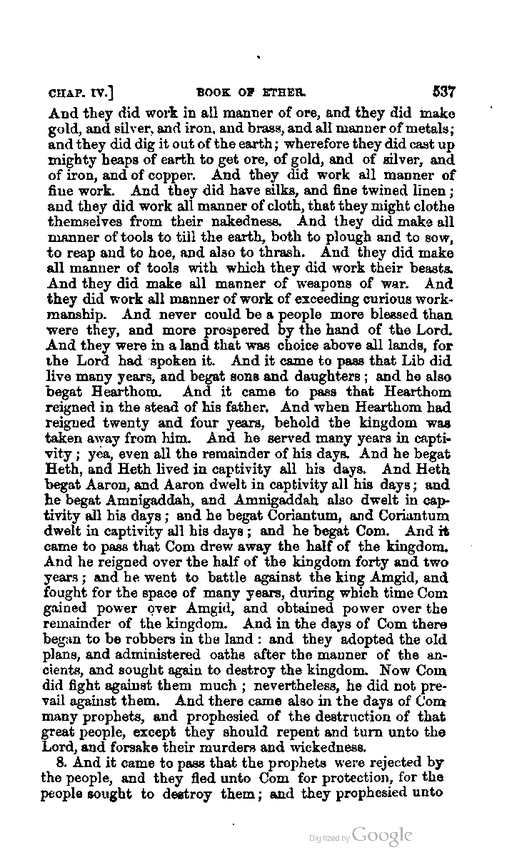 CHAP. IV.] BOOK OF ETHER. 537
And they did work in all manner of ore, and they did make
gold, and silver, and iron, and brass, and all manner of metals;
and they did dig it out of the earth; wherefore they did cast up
mighty heaps of earth to get ore, of gold, and of silver, and
of iron, and of copper. And they did work all manner of
fine work. And they did have silks, and fine twined linen;
and they did work all manner of cloth, that they might clothe
themselves from their nakedness. And they did make all
manner of tools to till the earth, both to plough and to sow,
to reap and to hoe, and also to thrash. And they did make
all manner of tools with which they did work their beasts.
And they did make all manner of weapons of war. And
they did work all manner of work of exceeding curious work-
manship. And never could be a people more blessed than
were they, and more prospered by the hand of the Lord.
And they were in a land that was choice above all lands, for
the Lord had spoken it. And it came to pass that Lib did
live many years, and begat sons and daughters; and he also
begat Hearthom. And it came to pass that Hearthom
reigned in the stead of his father. And when Hearthom had
reigned twenty and four years, behold the kingdom was
taken away from him. And he served many years in capti-
vity; yea, even all the remainder of his days. And he begat
Heth, and Heth lived in captivity all his days. And Heth
begat Aaron, and Aaron dwelt in captivity all his days; and
he begat Amnigaddah, and Amnigaddah also dwelt in cap-
tivity all his days; and he begat Coriantum, and Coriantum
dwelt in captivity all his days; and he begat Com. And it
came to pass that Com drew away the half of the kingdom.
And he reigned over the half of the kingdom forty and two
years; and he went to battle against the king Amgid, and
fought for the space of many years, during which time Com
gained power over Amgid, and obtained power over the
remainder of the kingdom. And in the days of Com there
began to be robbers in the land: and they adopted the old
plans, and administered oaths after the manner of the an-
cients, and sought again to destroy the kingdom. Now Com
did fight against them much; nevertheless, he did not pre-
vail against them. And there came also in the days of Com
many prophets, and prophesied of the destruction of that
great people, except they should repent and turn unto the
Lord, and forsake their murders and wickedness.
8. And it came to pass that the prophets were rejected by
the people, and they fled unto Com for protection, for the
people sought to destroy them; and they prophesied unto
Digitized by Google